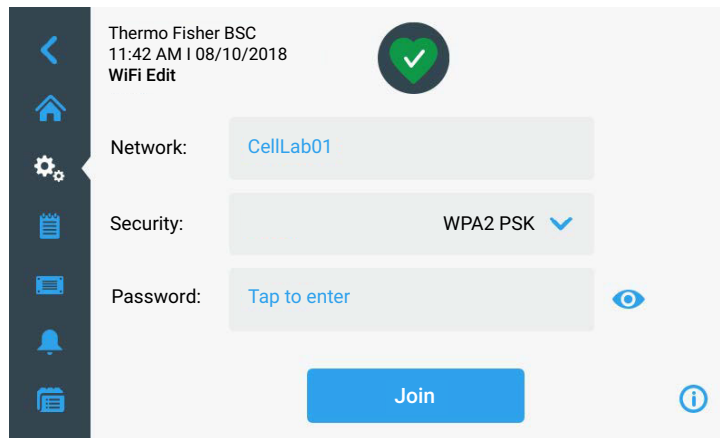 Thermo Fisher BSC
11:42 AM I 08/10/2018
WiFi Edit
Network:
CellLab01
Security:
WPA2 PSK
Password:
Tap to enter
Join